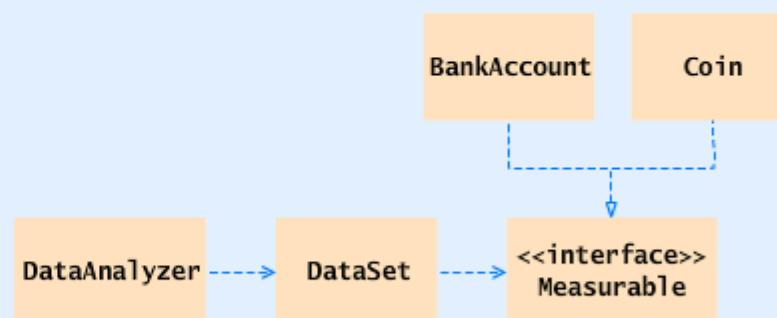 BankAccount
Coin
DataAnalyzer
DataSet
<<interface>>
Measurable